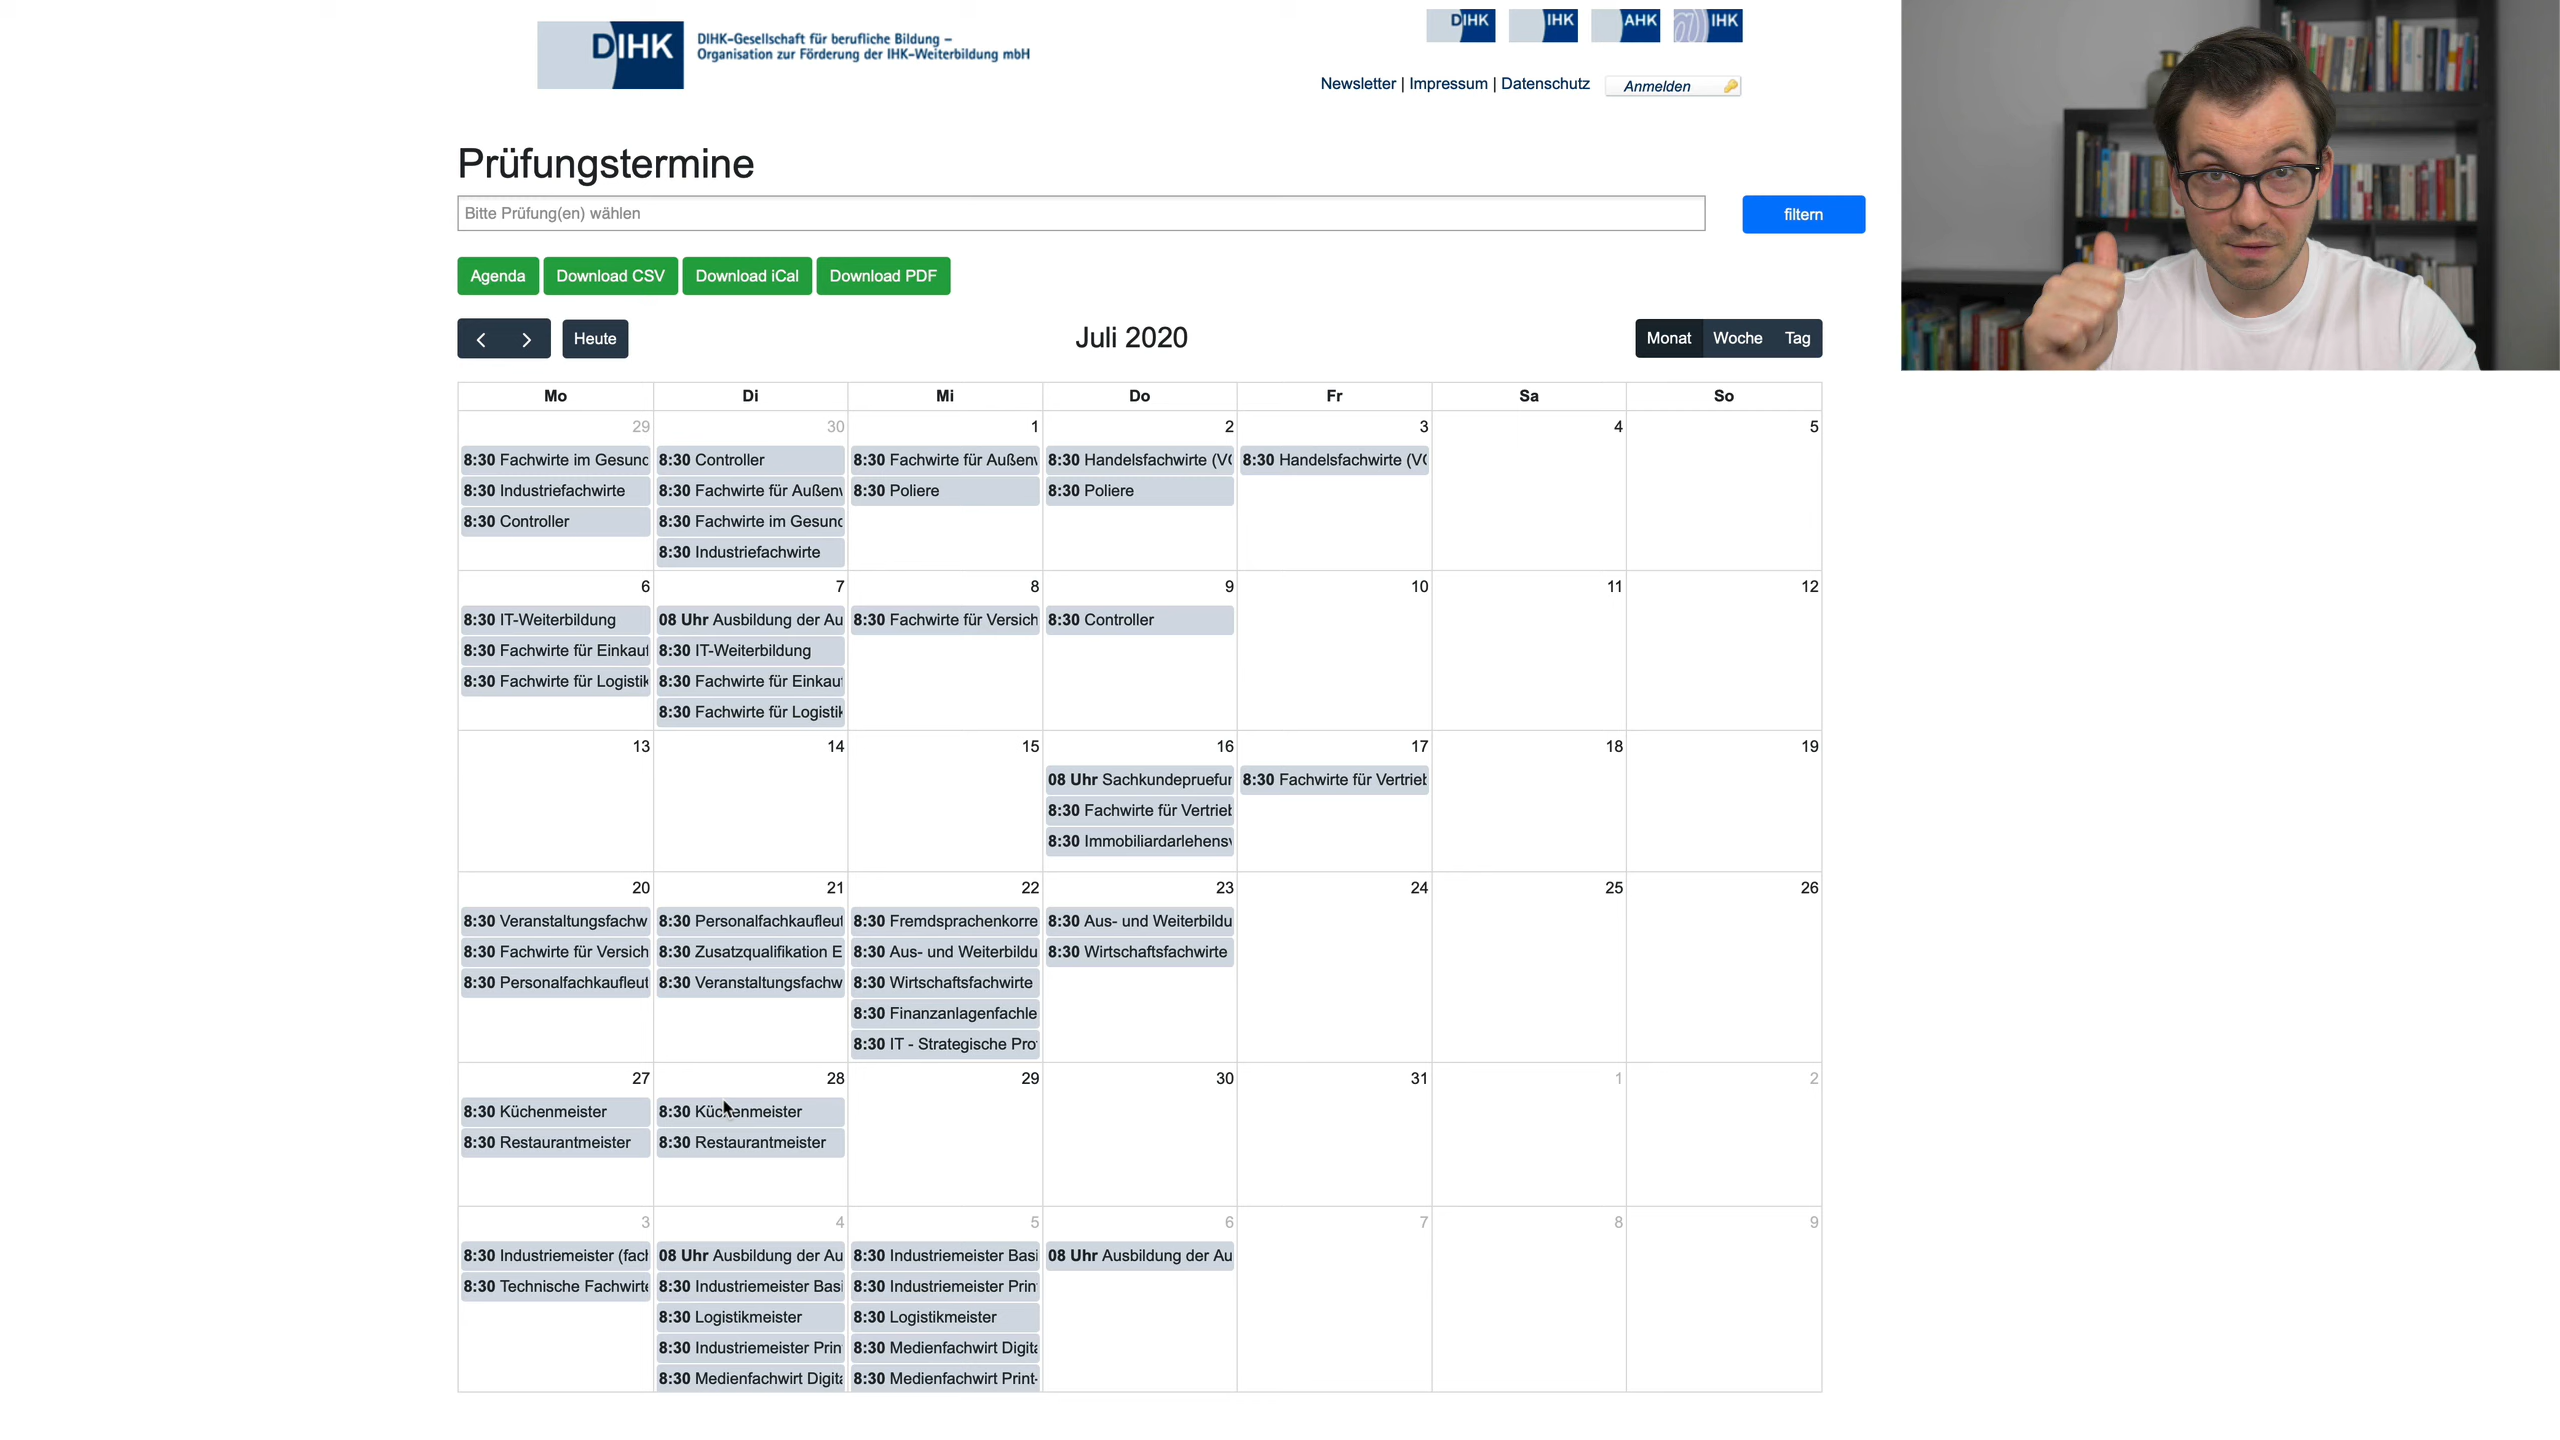 DIHK
DIHK-Gesellschaft für berufliche Bildung –
Organisation zur Förderung der IHK-Weiterbildung mbH
DIHK IHK AHK IHK
Newsletter | Impressum | Datenschutz Anmelden
Prüfungstermine
Bitte Prüfung(en) wählen filtern
Agenda Download CSV Download iCal Download PDF
Heute Juli 2020 Monat Woche Tag
Mo Di Mi Do Fr Sa So
29 30 1 2 3 4 5
8:30 Fachwirte im Gesund 8:30 Controller 8:30 Fachwirte für Außenw 8:30 Handelsfachwirte (VO 8:30 Handelsfachwirte (VO
8:30 Industriefachwirte 8:30 Fachwirte für Außenw 8:30 Poliere 8:30 Poliere
8:30 Controller 8:30 Fachwirte im Gesund
8:30 Industriefachwirte
6 7 8 9 10 11 12
8:30 IT-Weiterbildung 08 Uhr Ausbildung der Au 8:30 Fachwirte für Versich 8:30 Controller
8:30 Fachwirte für Einkauf 8:30 IT-Weiterbildung
8:30 Fachwirte für Logistik 8:30 Fachwirte für Einkauf
8:30 Fachwirte für Logistik
13 14 15 16 17 18 19
08 Uhr Sachkundepruefun 8:30 Fachwirte für Vertrieb
8:30 Fachwirte für Vertrieb
8:30 Immobiliardarlehensv
20 21 22 23 24 25 26
8:30 Veranstaltungsfachw 8:30 Personalfachkaufleut 8:30 Fremdsprachenkorre 8:30 Aus- und Weiterbildu
8:30 Fachwirte für Versich 8:30 Zusatzqualifikation E 8:30 Aus- und Weiterbildu 8:30 Wirtschaftsfachwirte
8:30 Personalfachkaufleut 8:30 Veranstaltungsfachw 8:30 Wirtschaftsfachwirte
8:30 Finanzanlagenfachle
8:30 IT - Strategische Prof
27 28 29 30 31 1 2
8:30 Küchenmeister 8:30 Küchenmeister
8:30 Restaurantmeister 8:30 Restaurantmeister
3 4 5 6 7 8 9
8:30 Industriemeister (fach 08 Uhr Ausbildung der Au 8:30 Industriemeister Basi 08 Uhr Ausbildung der Au
8:30 Technische Fachwirte 8:30 Industriemeister Basi 8:30 Industriemeister Prin
8:30 Logistikmeister 8:30 Logistikmeister
8:30 Industriemeister Prin 8:30 Medienfachwirt Digita
8:30 Medienfachwirt Digita 8:30 Medienfachwirt Print-